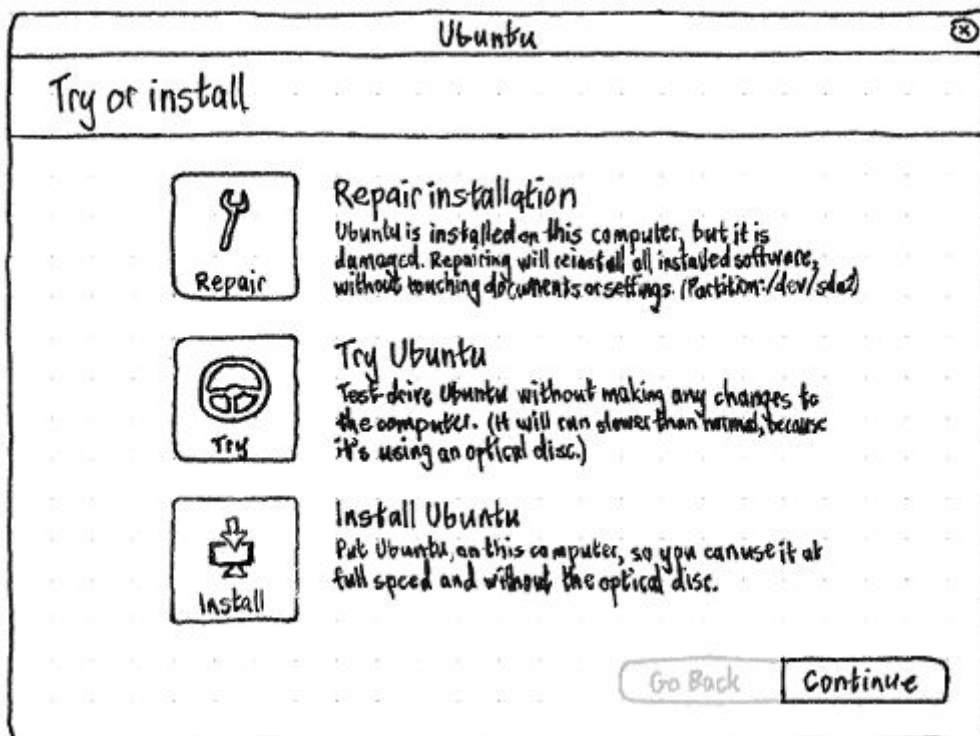 Ubuntu
Try or install
Repair
Repair installation
Ubuntu is installed on this computer, but it is
damaged. Repairing will reinstall all installed software,
without touching documents or settings. (Partition:/dev/sda2)
Try
Try Ubuntu
Test-drive Ubuntu without making any changes to
the computer. (It will run slower than normal, because
it's using an optical disc.)
Install
Install Ubuntu
Put Ubuntu, on this computer, so you can use it at
full speed and without the optical disc.
Go Back
Continue